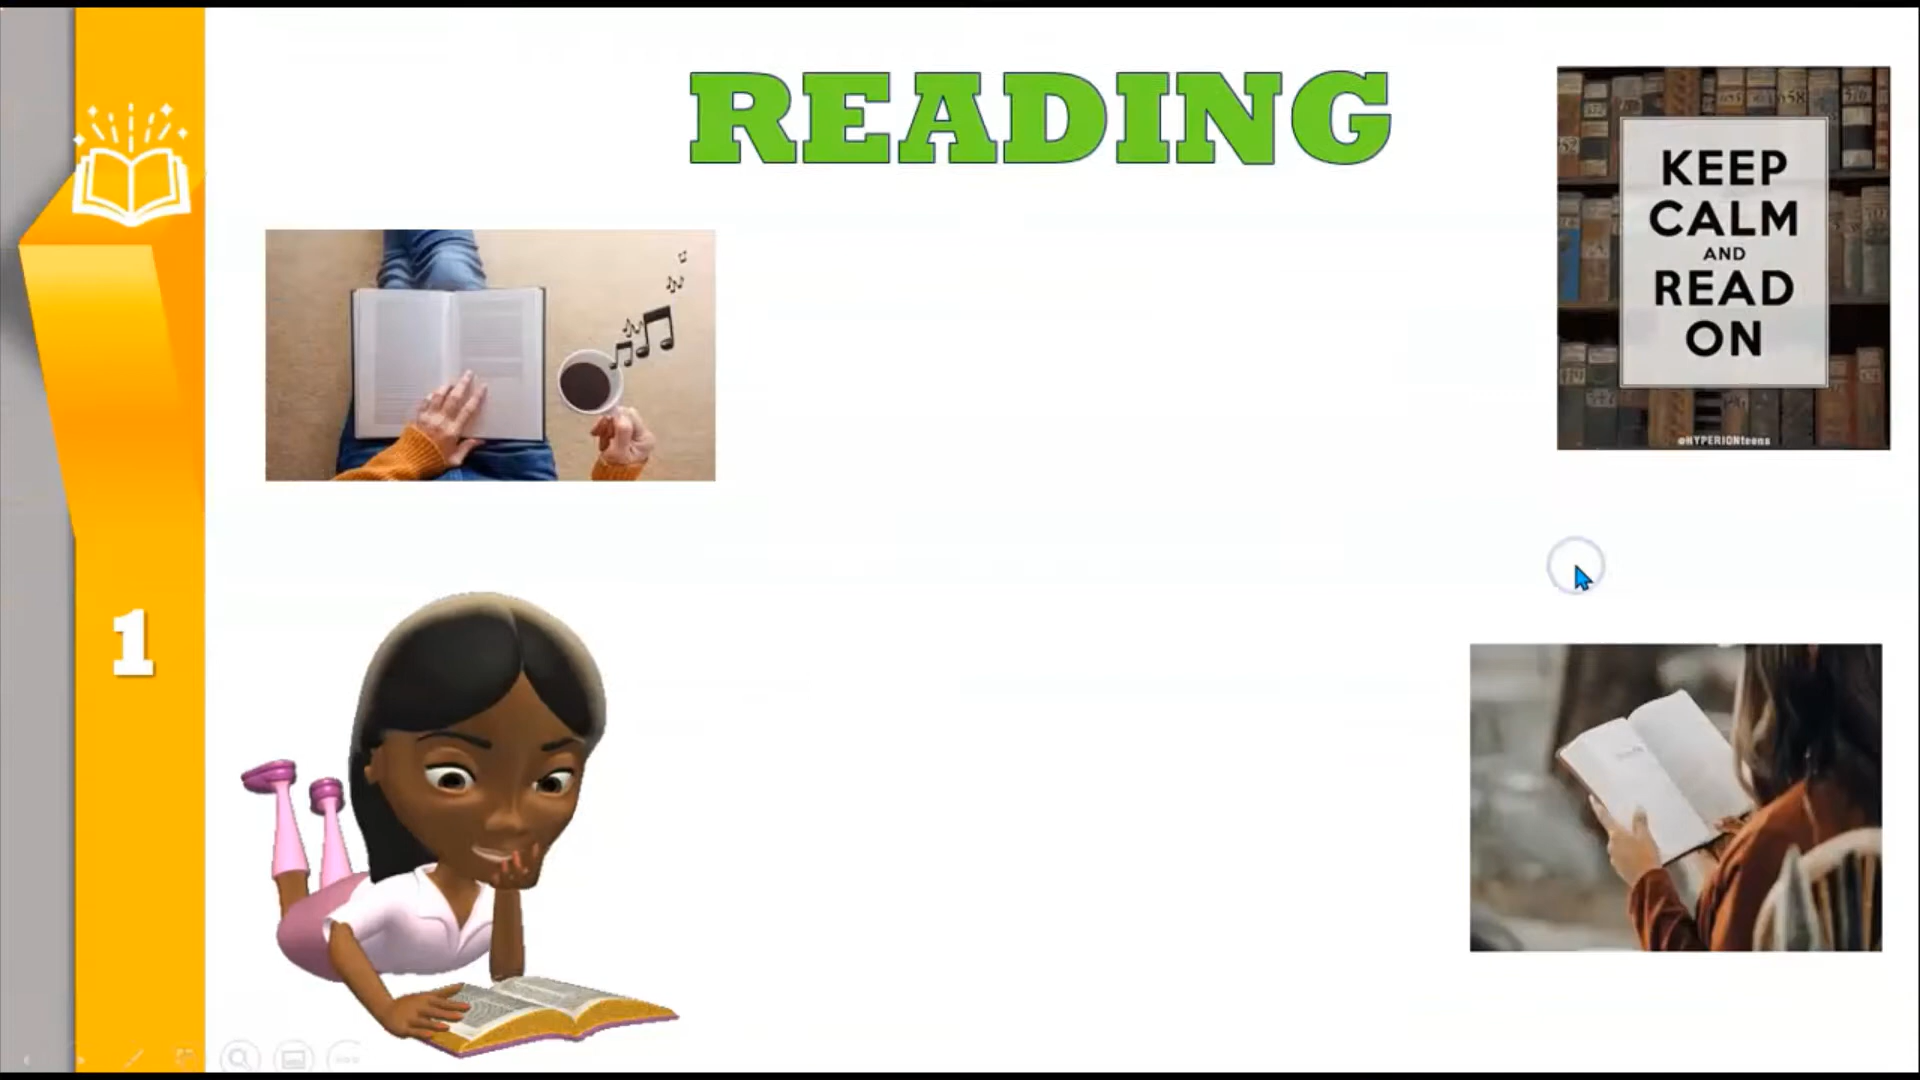 READING
KEEP
CALM
AND
READ
ON
@HYPERIONteens
1